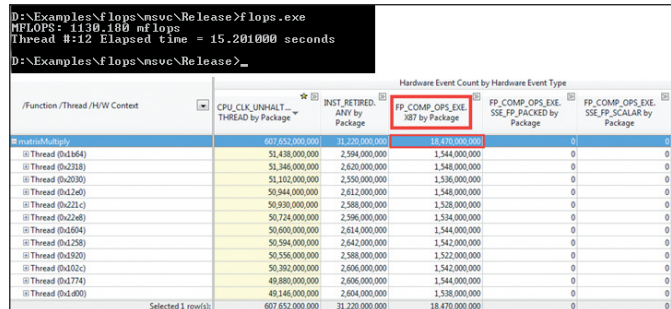 D:\Examples\flops\msvc\Release>flops.exe
MFLOPS: 1130.180 mflops
Thread #:12 Elapsed time = 15.201000 seconds
D:\Examples\flops\msvc\Release>_
Hardware Event Count by Hardware Event Type
/Function /Thread /H/W Context
CPU_CLK_UNHALT... THREAD by Package
INST_RETIRED. ANY by Package
FP_COMP_OPS_EXE. X87 by Package
FP_COMP_OPS_EXE. SSE_FP_PACKED by Package
FP_COMP_OPS_EXE. SSE_FP_SCALAR by Package
matrixMultiply 607,652,000,000 31,220,000,000 18,470,000,000 0 0
Thread (0x1b64) 51,438,000,000 2,594,000,000 1,544,000,000 0 0
Thread (0x2318) 51,346,000,000 2,620,000,000 1,548,000,000 0 0
Thread (0x2030) 51,102,000,000 2,550,000,000 1,536,000,000 0 0
Thread (0x12e0) 50,944,000,000 2,612,000,000 1,548,000,000 0 0
Thread (0x221c) 50,930,000,000 2,588,000,000 1,528,000,000 0 0
Thread (0x22e8) 50,724,000,000 2,596,000,000 1,534,000,000 0 0
Thread (0x1604) 50,600,000,000 2,614,000,000 1,544,000,000 0 0
Thread (0x1258) 50,594,000,000 2,642,000,000 1,542,000,000 0 0
Thread (0x1920) 50,556,000,000 2,588,000,000 1,522,000,000 0 0
Thread (0x102c) 50,392,000,000 2,606,000,000 1,542,000,000 0 0
Thread (0x1774) 49,880,000,000 2,606,000,000 1,544,000,000 0 0
Thread (0x1d00) 49,146,000,000 2,604,000,000 1,538,000,000 0 0
Selected 1 row(s): 607,652,000,000 31,220,000,000 18,470,000,000 0 0